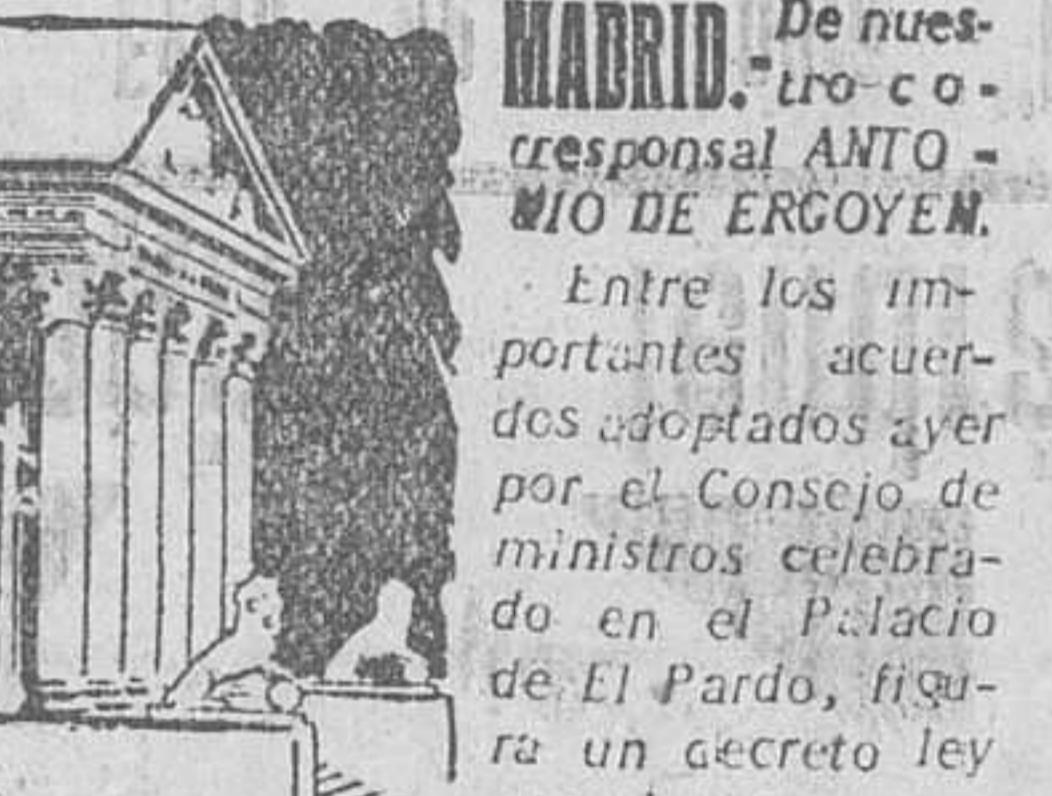 MADRID.- De nues-
tro co-
rresponsal ANTO-
NIO DE ERGOYEN.
Entre los im-
portantes acuer-
dos adoptados ayer
por el Consejo de
ministros celebra-
do en el Palacio
de El Pardo, figu-
ra un decreto ley